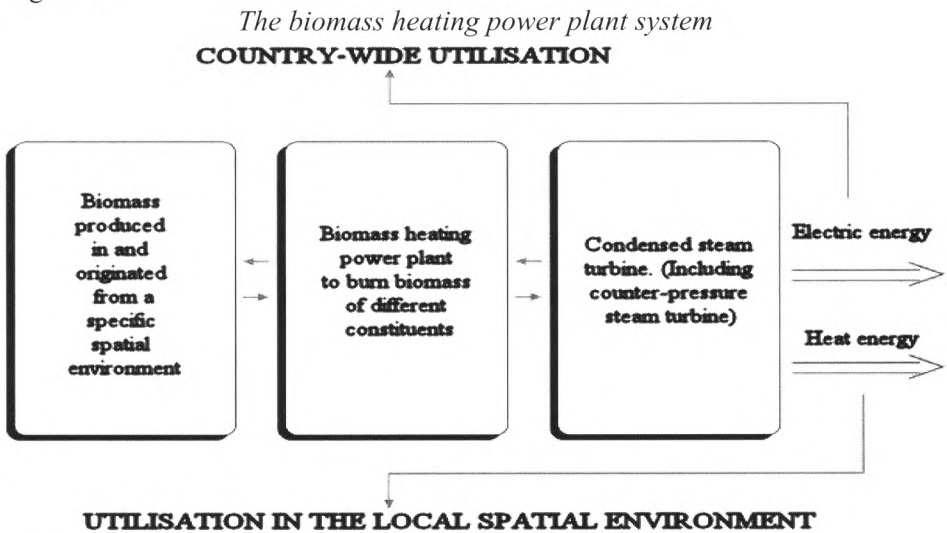 The biomass heating power plant system
COUNTRY-WIDE UTILISATION
Biomass
produced
in and
originated
from a
specific
spatial
environment
Biomass heating
power plant
to burn biomass
of different
constituents
Condensed steam
turbine. (Including
counter-pressure
steam turbine)
Electric energy
Heat energy
UTILISATION IN THE LOCAL SPATIAL ENVIRONMENT